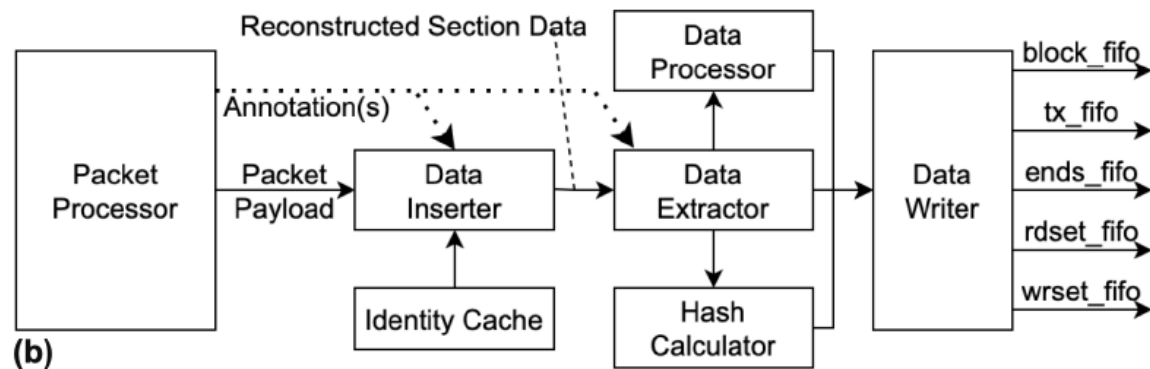 Reconstructed Section Data
Data
Processor
block_fifo
Annotation(s)
tx_fifo
Packet
Processor
Packet
Payload
Data
Inserter
Data
Extractor
Data
Writer
ends_fifo
rdset_fifo
Identity Cache
Hash
Calculator
wrset_fifo
(b)